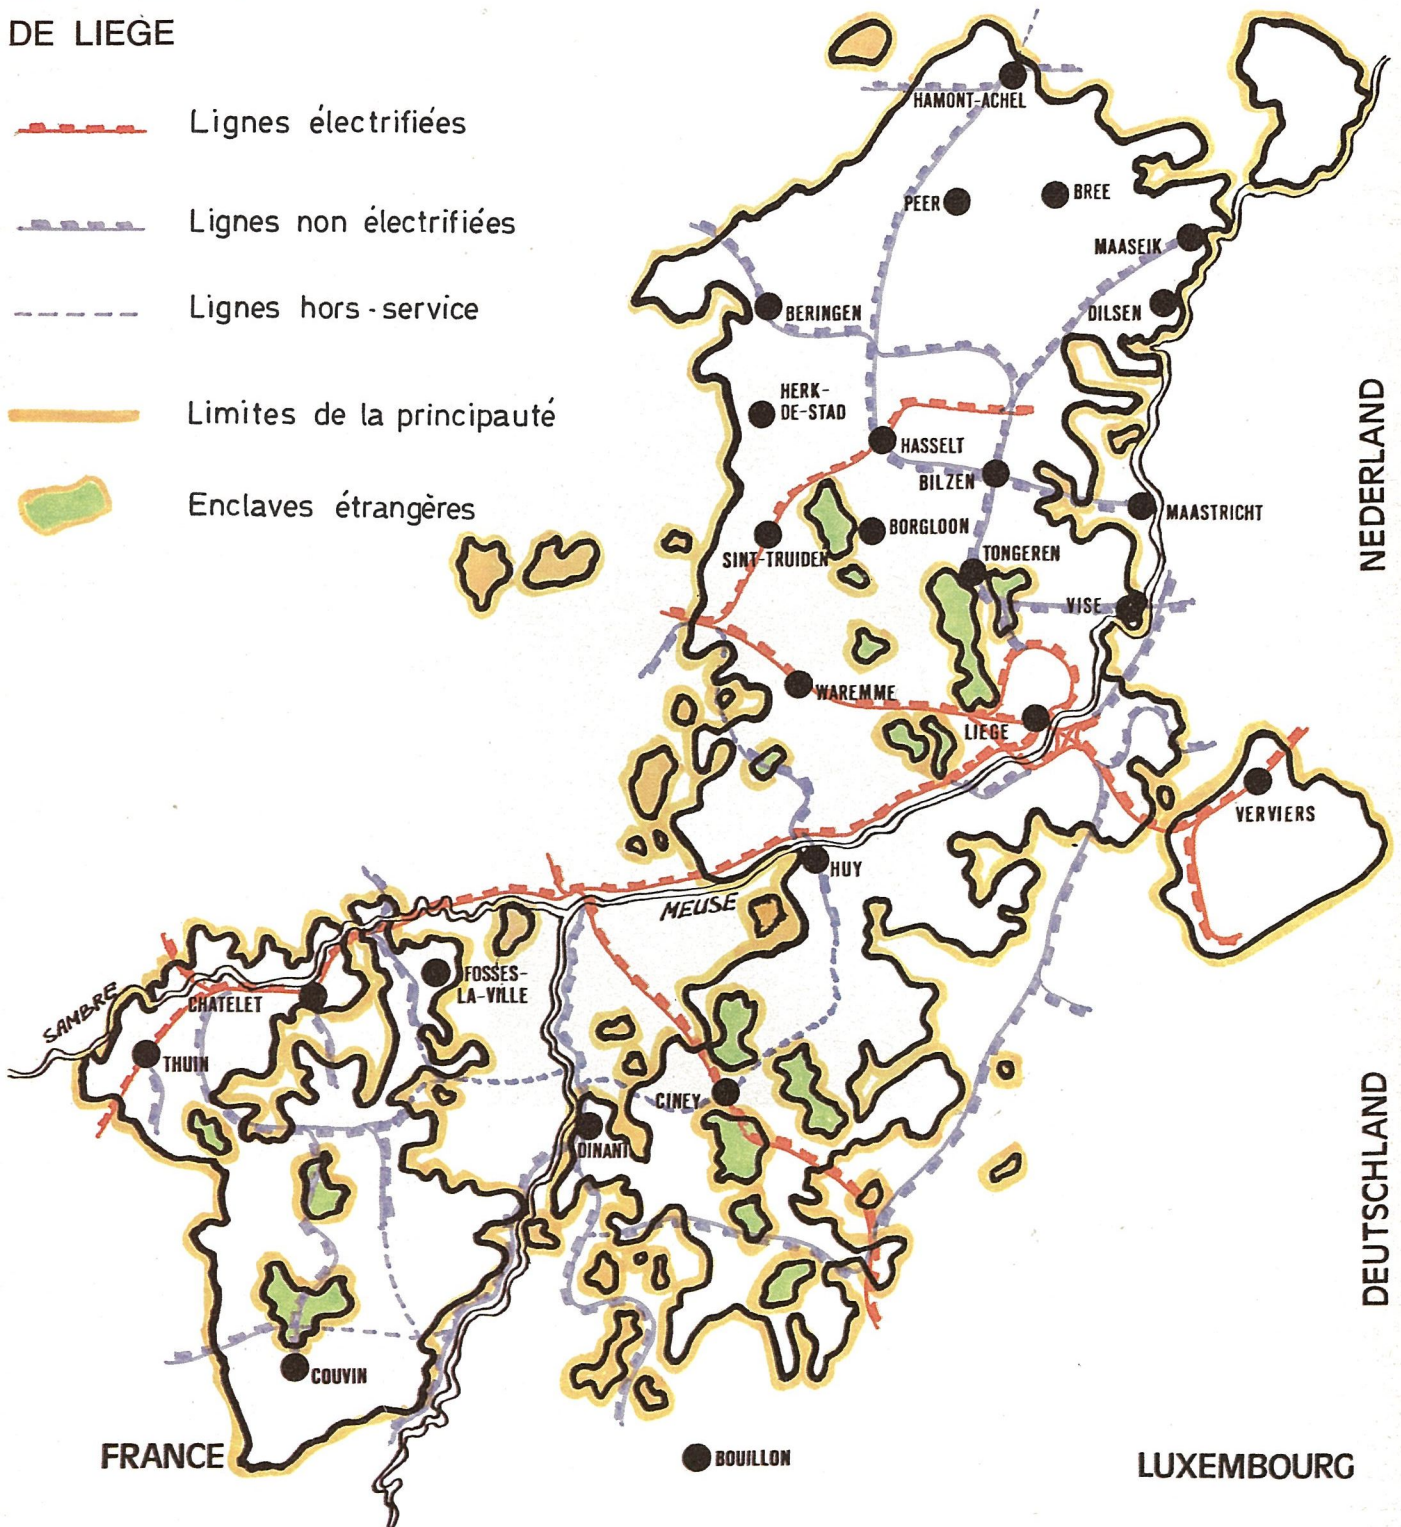 DE LIEGE
Lignes électrifiées
Lignes non électrifiées
Lignes hors-service
Limites de la principauté
Enclaves étrangères
HAMONT-ACHEL
PEER
BREE
MAASEIK
BERINGEN
DILSEN
HERK-
DE-STAD
HASSELT
BILZEN
MAASTRICHT
BORGLOON
SINT-TRUIDEN
TONGEREN
VISE
WAREMME
LIEGE
VERVIERS
HUY
MEUSE
FOSSES-
LA-VILLE
CHATELET
SAMBRE
THUIN
CINEY
DINANT
COUVIN
BOUILLON
FRANCE
LUXEMBOURG
NEDERLAND
DEUTSCHLAND